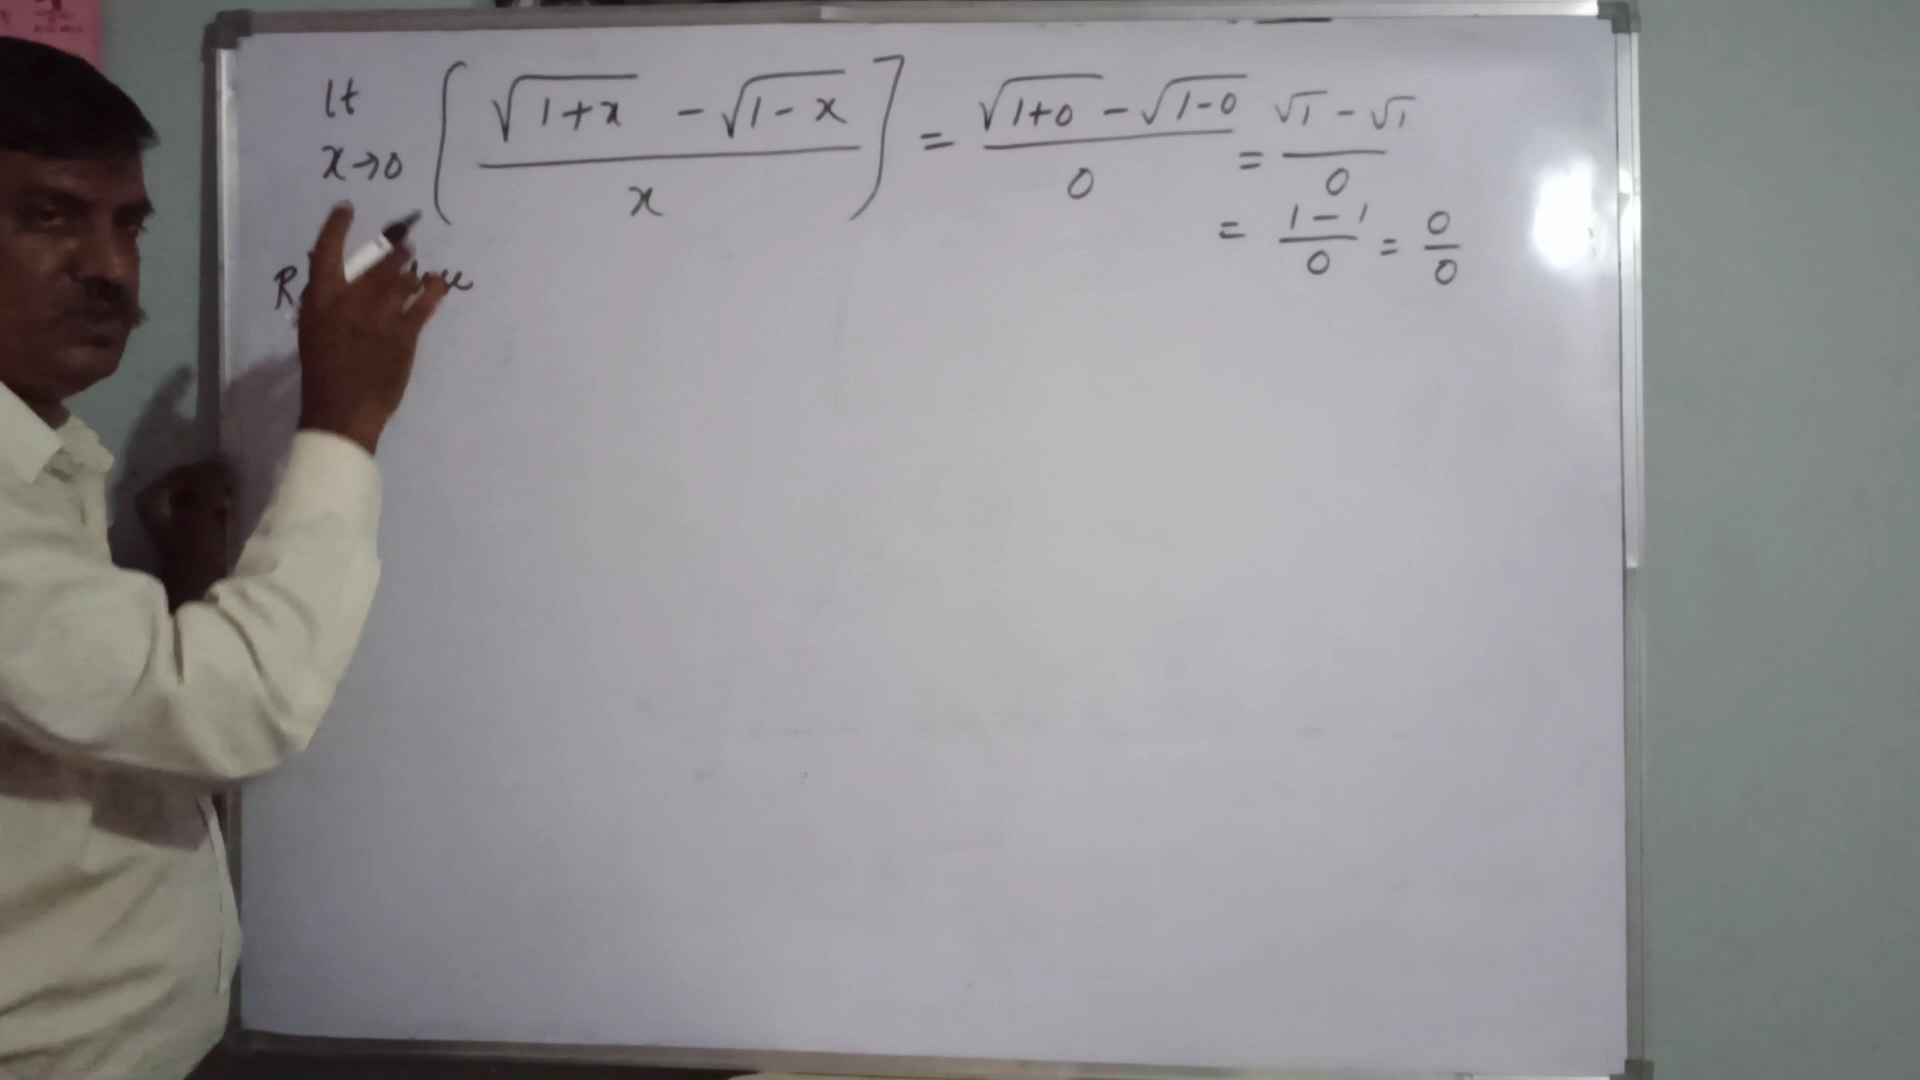 lt
x→0 [ (√(1+x) - √(1-x)) / x ] = (√(1+0) - √(1-0)) / 0 = (√1 - √1) / 0
= (1-1)/0 = 0/0